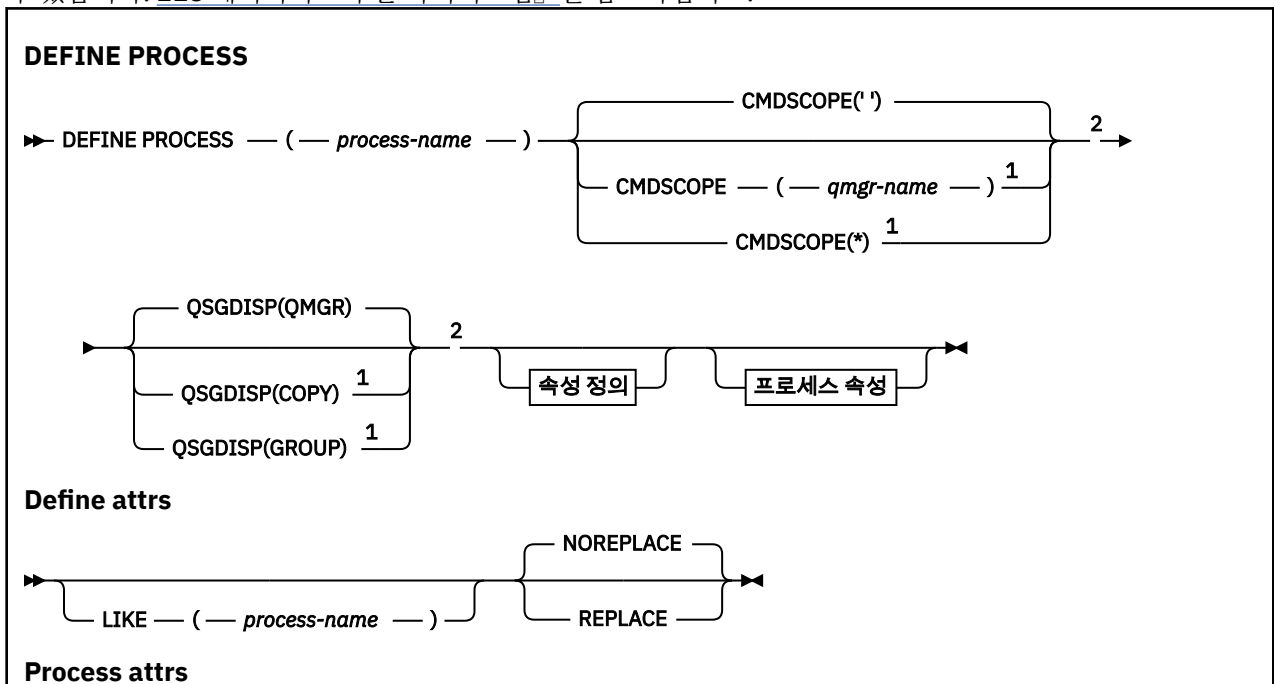 DEFINE PROCESS
CMDSCOPE(' ')
DEFINE PROCESS ( process-name ) 2
CMDSCOPE ( qmgr-name ) 1
CMDSCOPE(*) 1
QSGDISP(QMGR) 2
QSGDISP(COPY) 1
속성 정의 프로세스 속성
QSGDISP(GROUP) 1
Define attrs
NOREPLACE
LIKE ( process-name ) REPLACE
Process attrs